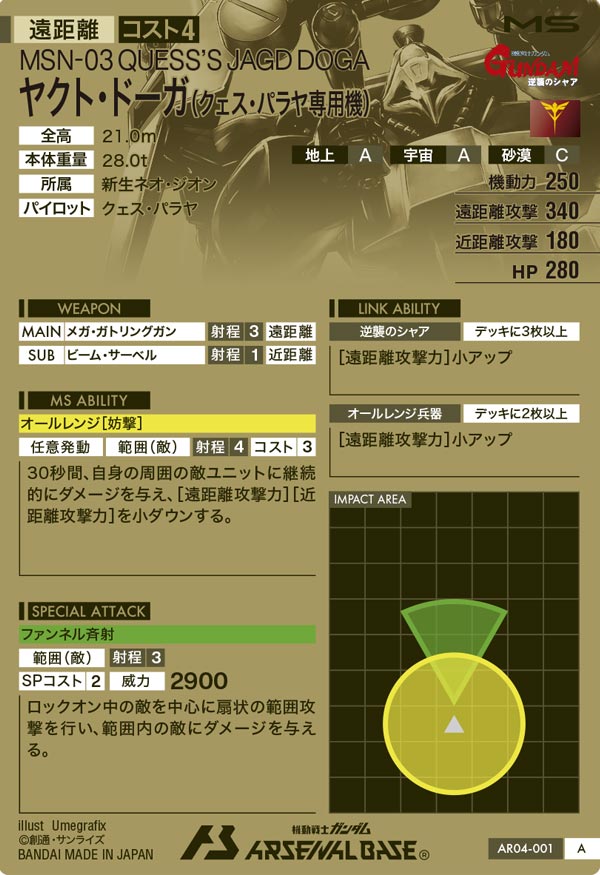 遠距離 コスト4
MS
MSN-03 QUESS'S JAGD DOGA
ヤクト・ドーガ(クェス・パラヤ専用機)
機動戦士ガンダム
GUNDAM
逆襲のシャア
全高 21.0m
本体重量 28.0t
所属 新生ネオ・ジオン
パイロット クェス・パラヤ
地上 A 宇宙 A 砂漠 C
機動力 250
遠距離攻撃 340
近距離攻撃 180
HP 280
WEAPON
MAIN メガ・ガトリングガン 射程 3 遠距離
SUB ビーム・サーベル 射程 1 近距離
MS ABILITY
オールレンジ[妨撃]
任意発動 範囲(敵) 射程 4 コスト 3
30秒間、自身の周囲の敵ユニットに継続
的にダメージを与え、[遠距離攻撃力][近
距離攻撃力]を小ダウンする。
SPECIAL ATTACK
ファンネル斉射
範囲(敵) 射程 3
SPコスト 2 威力 2900
ロックオン中の敵を中心に扇状の範囲攻
撃を行い、範囲内の敵にダメージを与え
る。
LINK ABILITY
逆襲のシャア デッキに3枚以上
[遠距離攻撃力]小アップ
オールレンジ兵器 デッキに2枚以上
[遠距離攻撃力]小アップ
IMPACT AREA
illust Umegrafix
©創通・サンライズ
BANDAI MADE IN JAPAN
機動戦士ガンダム
AB ARSENAL BASE®
AR04-001 A